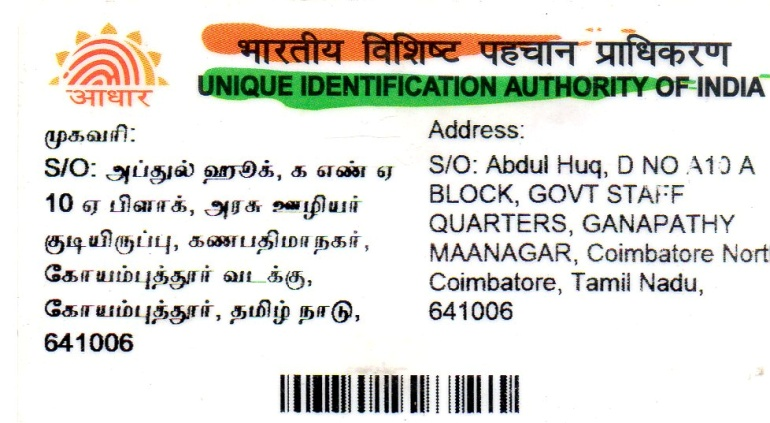 भारतीय विशिष्ट पहचान प्राधिकरण
UNIQUE IDENTIFICATION AUTHORITY OF INDIA
आधार
முகவரி:
S/O: அப்துல் ஹக், க எண் ஏ
10 ஏ பிளாக், அரசு ஊழியர்
குடியிருப்பு, கணபதிமாநகர்,
கோயம்புத்தூர் வடக்கு,
கோயம்புத்தூர், தமிழ் நாடு,
641006
Address:
S/O: Abdul Huq, D NO A10 A
BLOCK, GOVT STAFF
QUARTERS, GANAPATHY
MAANAGAR, Coimbatore
Coimbatore, Tamil Nadu,
641006